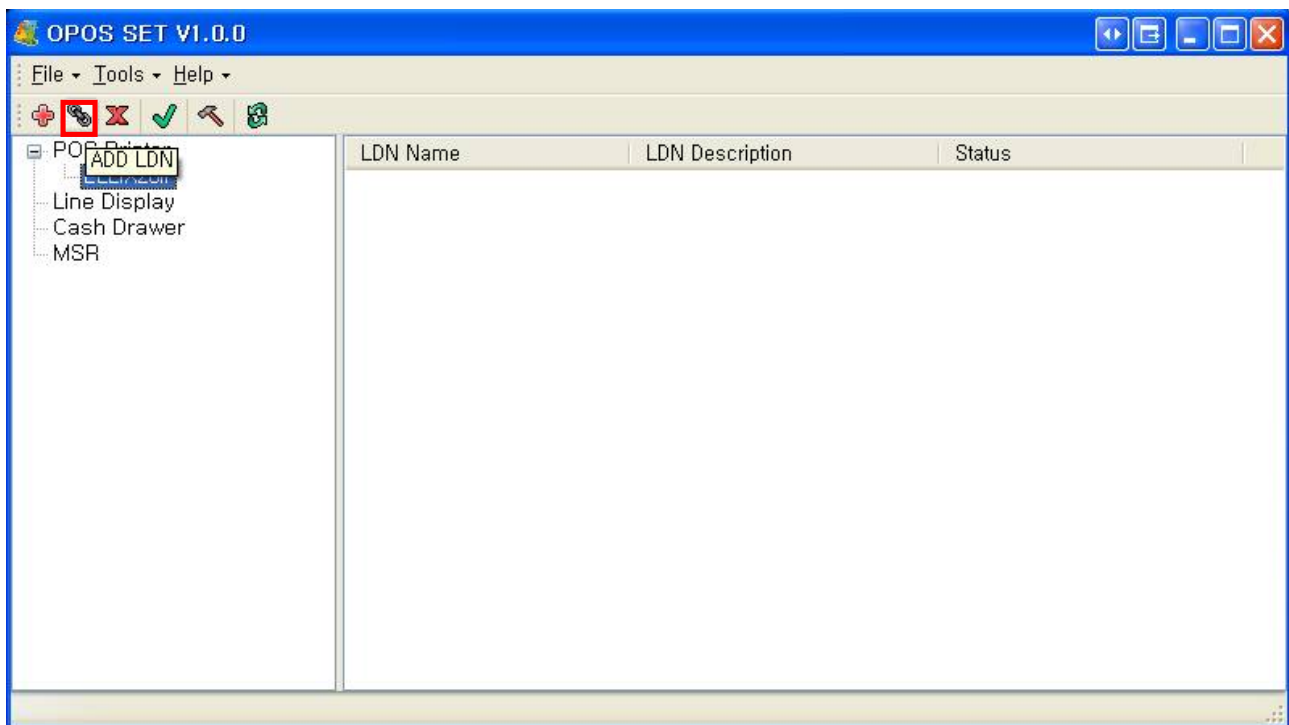 OPOS SET V1.0.0
File Tools Help
POS Printer
ADD LDN
Line Display
Cash Drawer
MSR
LDN Name LDN Description Status